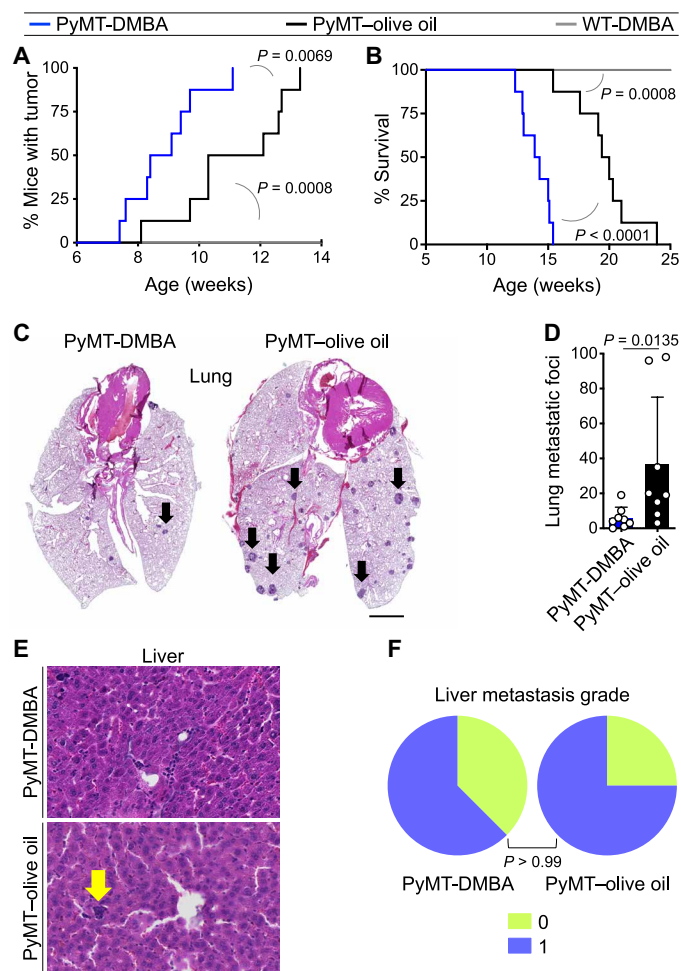 PyMT-DMBA PyMT–olive oil WT-DMBA
A
% Mice with tumor
100
75
50
25
0
6 8 10 12 14
Age (weeks)
P = 0.0069
P = 0.0008
B
% Survival
100
75
50
25
0
5 10 15 20 25
Age (weeks)
P = 0.0008
P < 0.0001
C
PyMT-DMBA PyMT–olive oil
Lung
D
P = 0.0135
Lung metastatic foci
100
80
60
40
20
0
PyMT-DMBA
PyMT–olive oil
E
Liver
PyMT-DMBA
PyMT–olive oil
F
Liver metastasis grade
P > 0.99
PyMT-DMBA PyMT–olive oil
0
1